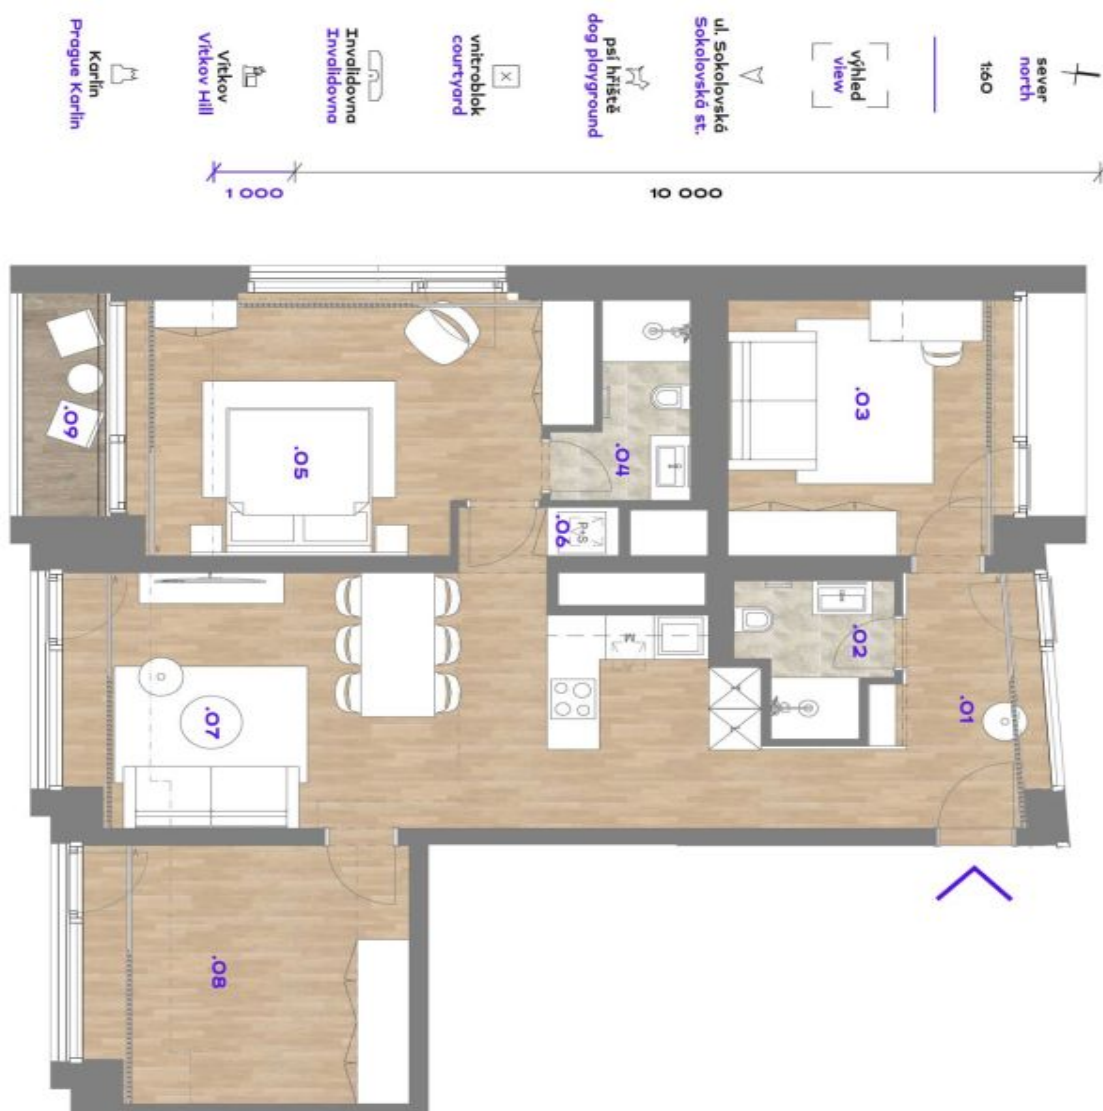 sever
north
1:60
výhled
view
ul. Sokolovská
Sokolovská st.
psí hřiště
dog playground
vnitroblok
courtyard
Invalidovna
Invalidovna
Vítkov
Vítkov Hill
Karlín
Prague Karlin
10 000
1 000
.03
.04
.05
.09
.06
P+S
.02
.01
M
.07
.08